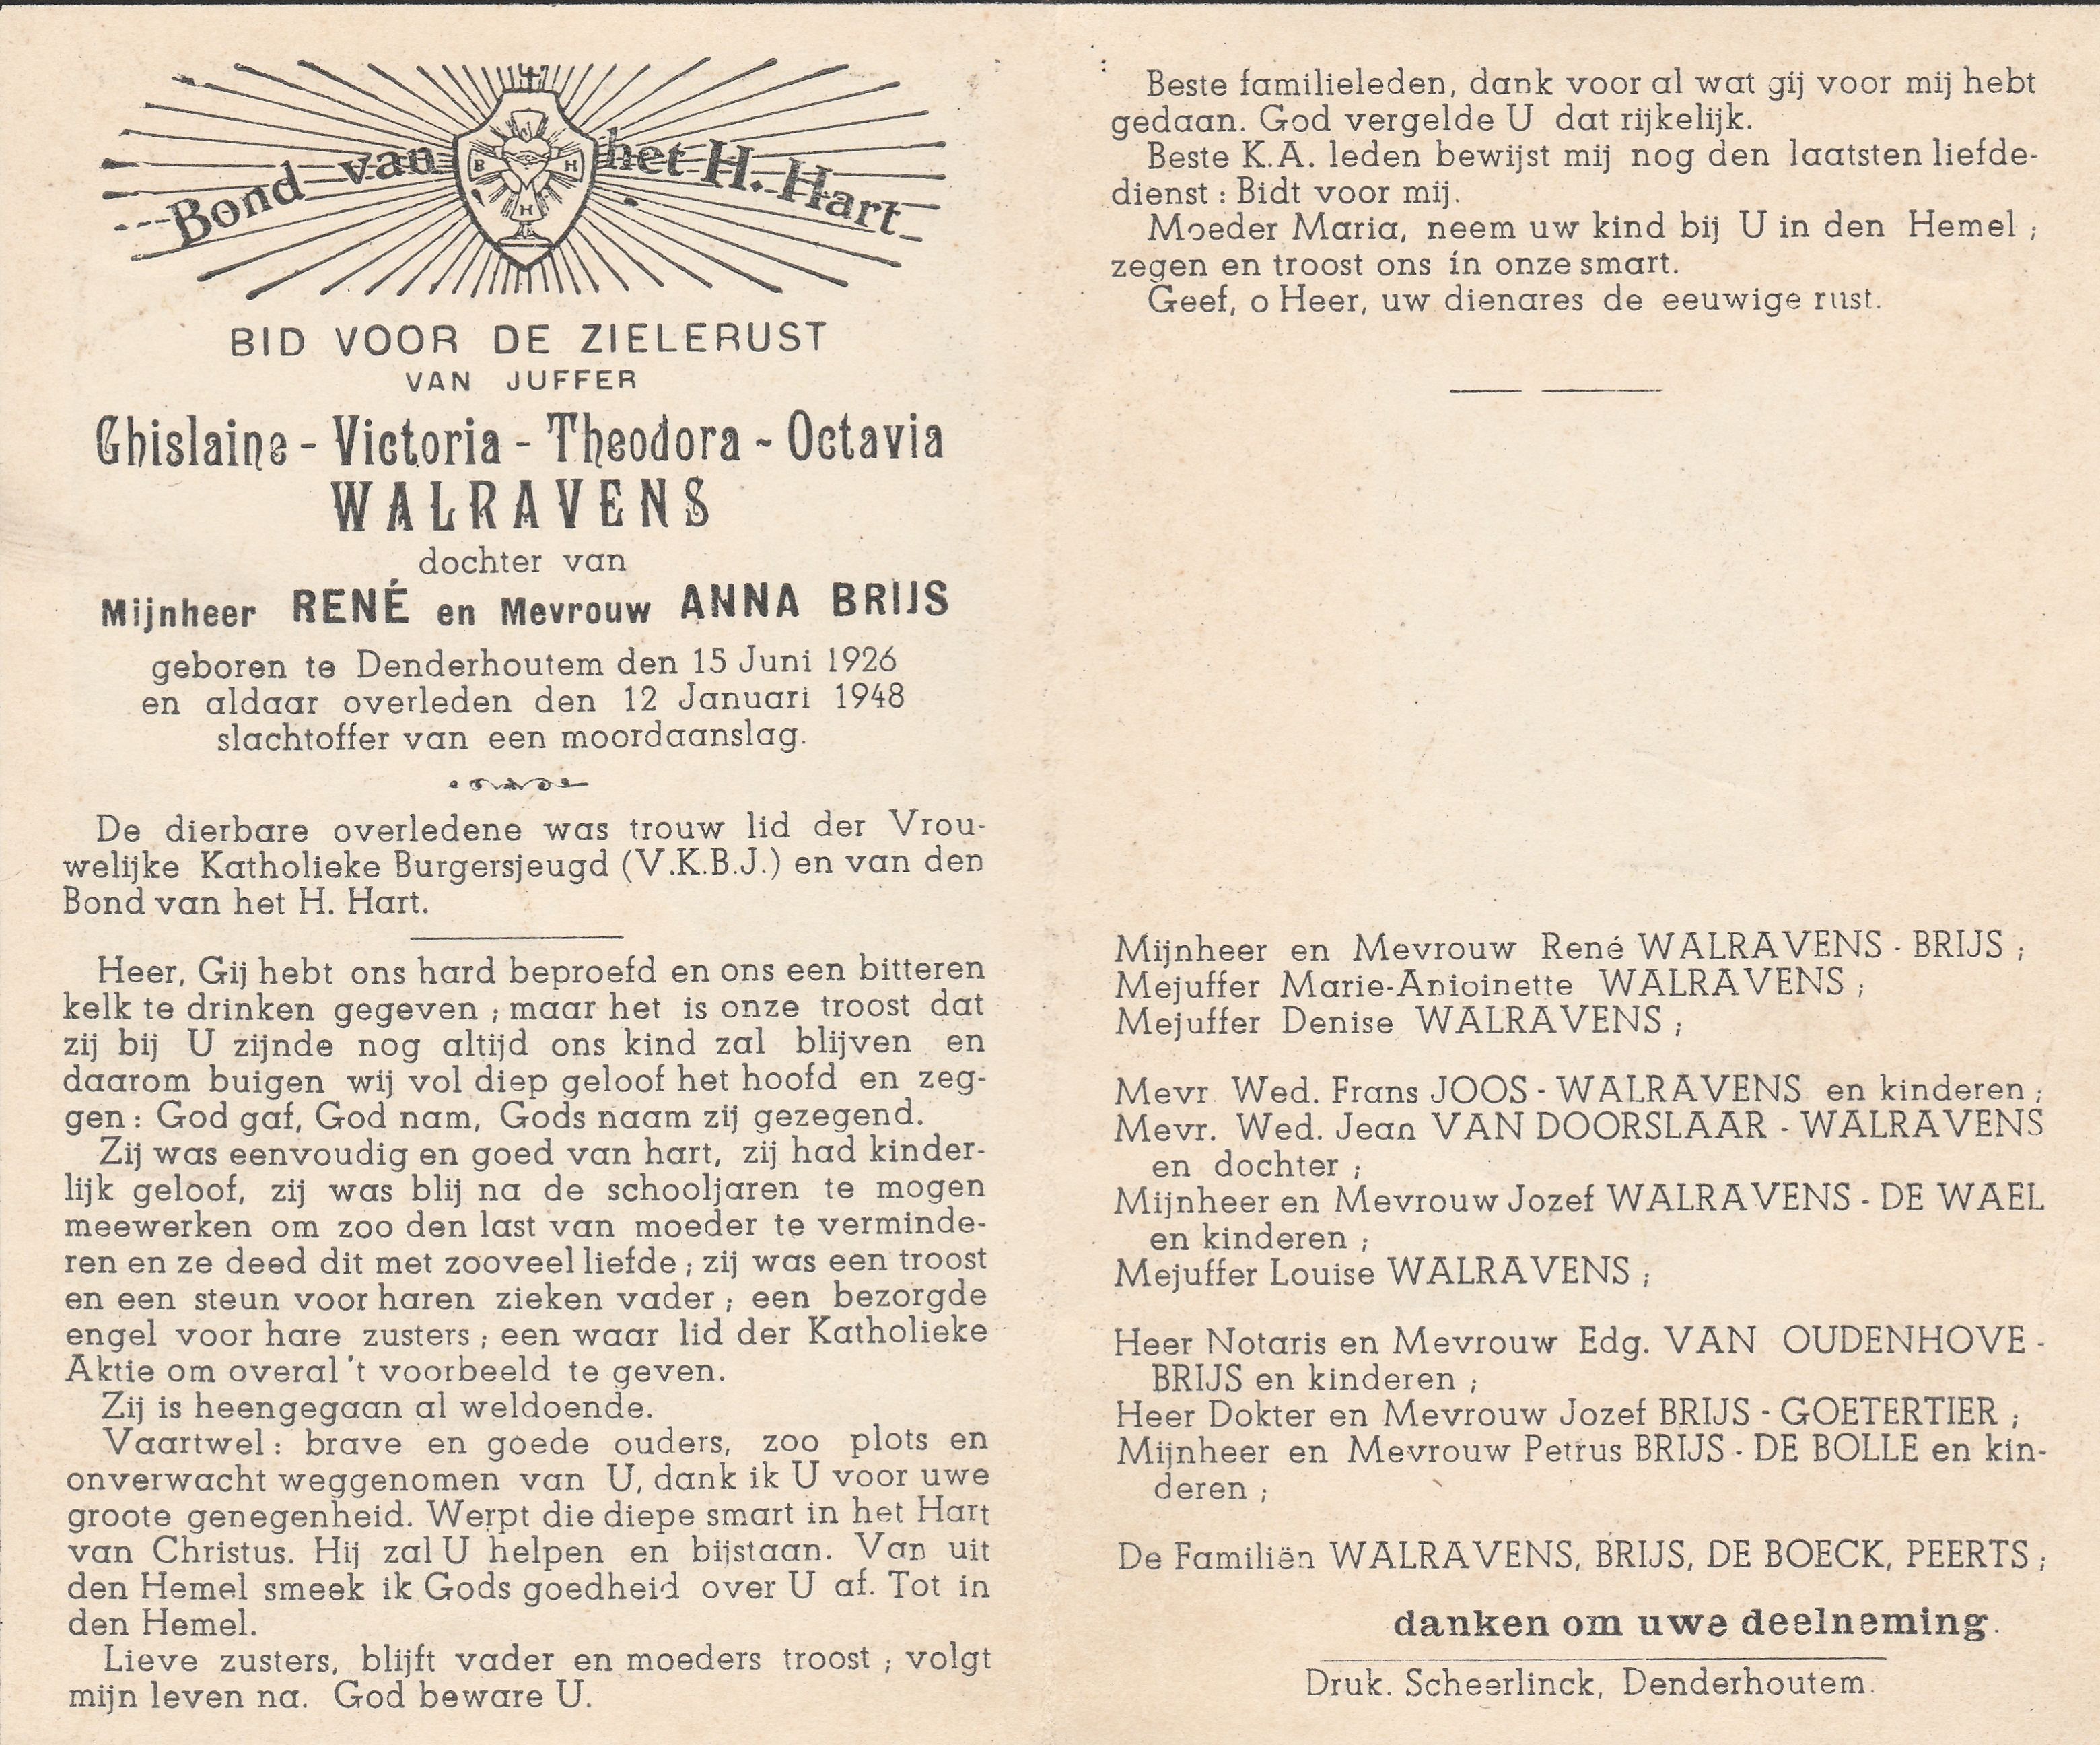 Bond van het H. Hart
J
B H
H
BID VOOR DE ZIELERUST
VAN JUFFER
Ghislaine - Victoria - Theodora - Octavia
WALRAVENS
dochter van
Mijnheer RENÉ en Mevrouw ANNA BRIJS
geboren te Denderhoutem den 15 Juni 1926
en aldaar overleden den 12 Januari 1948
slachtoffer van een moordaanslag.
De dierbare overledene was trouw lid der Vrou-
welijke Katholieke Burgersjeugd (V.K.B.J.) en van den
Bond van het H. Hart.
Heer, Gij hebt ons hard beproefd en ons een bitteren
kelk te drinken gegeven ; maar het is onze troost dat
zij bij U zijnde nog altijd ons kind zal blijven en
daarom buigen wij vol diep geloof het hoofd en zeg-
gen : God gaf, God nam, Gods naam zij gezegend.
Zij was eenvoudig en goed van hart, zij had kinder-
lijk geloof, zij was blij na de schooljaren te mogen
meewerken om zoo den last van moeder te verminde-
ren en ze deed dit met zooveel liefde ; zij was een troost
en een steun voor haren zieken vader ; een bezorgde
engel voor hare zusters ; een waar lid der Katholieke
Aktie om overal 't voorbeeld te geven.
Zij is heengegaan al weldoende.
Vaartwel : brave en goede ouders, zoo plots en
onverwacht weggenomen van U, dank ik U voor uwe
groote genegenheid. Werpt die diepe smart in het Hart
van Christus. Hij zal U helpen en bijstaan. Van uit
den Hemel smeek ik Gods goedheid over U af. Tot in
den Hemel.
Lieve zusters, blijft vader en moeders troost ; volgt
mijn leven na. God beware U.
Beste familieleden, dank voor al wat gij voor mij hebt
gedaan. God vergelde U dat rijkelijk.
Beste K.A. leden bewijst mij nog den laatsten liefde-
dienst : Bidt voor mij.
Moeder Maria, neem uw kind bij U in den Hemel ;
zegen en troost ons in onze smart.
Geef, o Heer, uw dienares de eeuwige rust.
Mijnheer en Mevrouw René WALRAVENS - BRIJS ;
Mejuffer Marie-Anioinette WALRAVENS ;
Mejuffer Denise WALRAVENS ;
Mevr. Wed. Frans JOOS - WALRAVENS en kinderen ;
Mevr. Wed. Jean VAN DOORSLAAR - WALRAVENS
en dochter ;
Mijnheer en Mevrouw Jozef WALRAVENS - DE WAEL
en kinderen ;
Mejuffer Louise WALRAVENS ;
Heer Notaris en Mevrouw Edg. VAN OUDENHOVE -
BRIJS en kinderen ;
Heer Dokter en Mevrouw Jozef BRIJS - GOETERTIER ;
Mijnheer en Mevrouw Petrus BRIJS - DE BOLLE en kin-
deren ;
De Familiën WALRAVENS, BRIJS, DE BOECK, PEERTS ;
danken om uwe deelneming.
Druk. Scheerlinck, Denderhoutem.